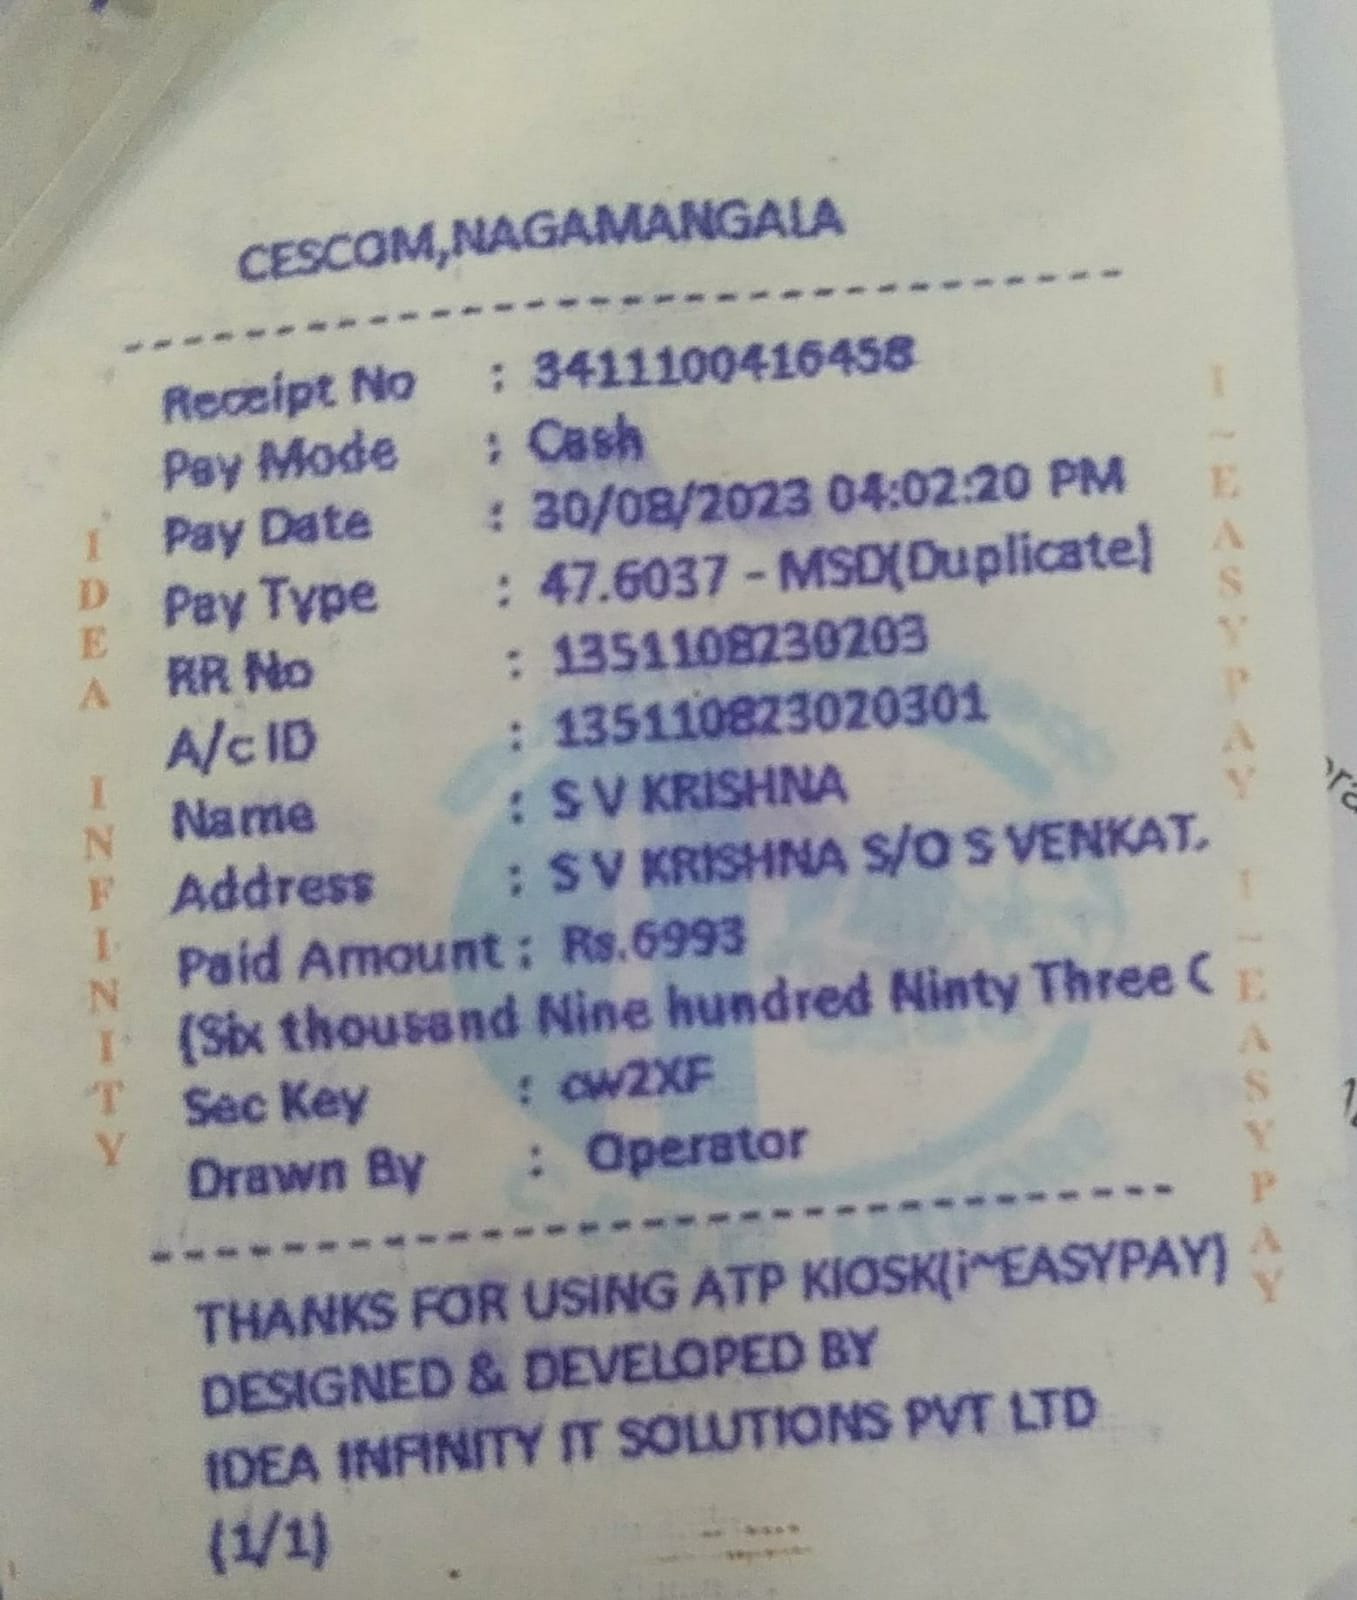 CESCOM,NAGAMANGALA
----------------------------------
Receipt No : 3411100416458
Pay Mode : Cash
Pay Date : 30/08/2023 04:02:20 PM
Pay Type : 47.6037 - MSD(Duplicate)
RR No : 1351108230203
A/c ID : 135110823020301
Name : S V KRISHNA
Address : S V KRISHNA S/O S VENKAT.
Paid Amount : Rs.6993
(Six thousand Nine hundred Ninty Three (
Sec Key : cw2XF
Drawn By : Operator
----------------------------------
THANKS FOR USING ATP KIOSK(i~EASYPAY)
DESIGNED & DEVELOPED BY
IDEA INFINITY IT SOLUTIONS PVT LTD
(1/1)
IDEA INFINITY
I~EASYPAY I~EASYPAY